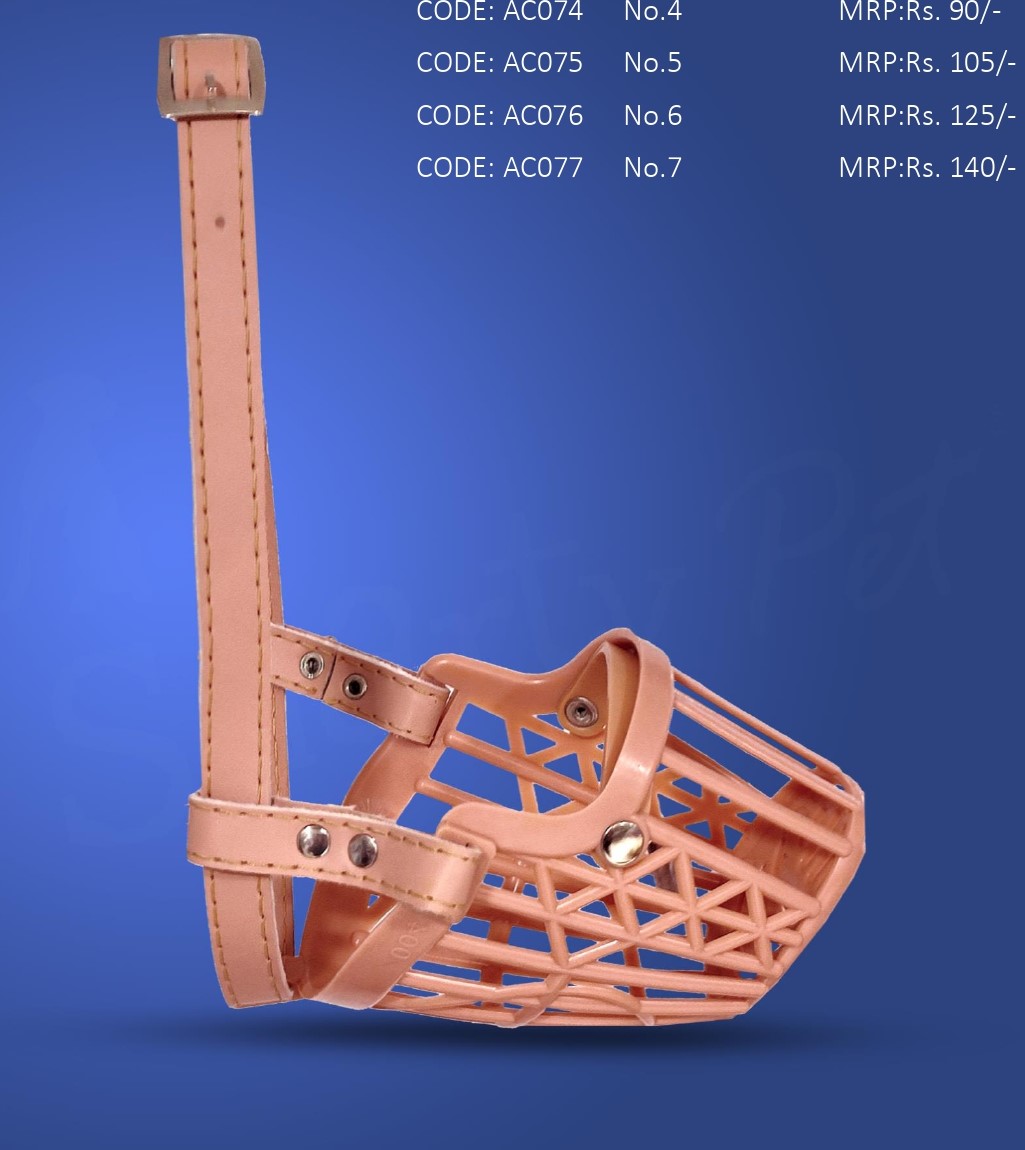 CODE: AC074 No.4 MRP:Rs. 90/-
CODE: AC075 No.5 MRP:Rs. 105/-
CODE: AC076 No.6 MRP:Rs. 125/-
CODE: AC077 No.7 MRP:Rs. 140/-
Pet